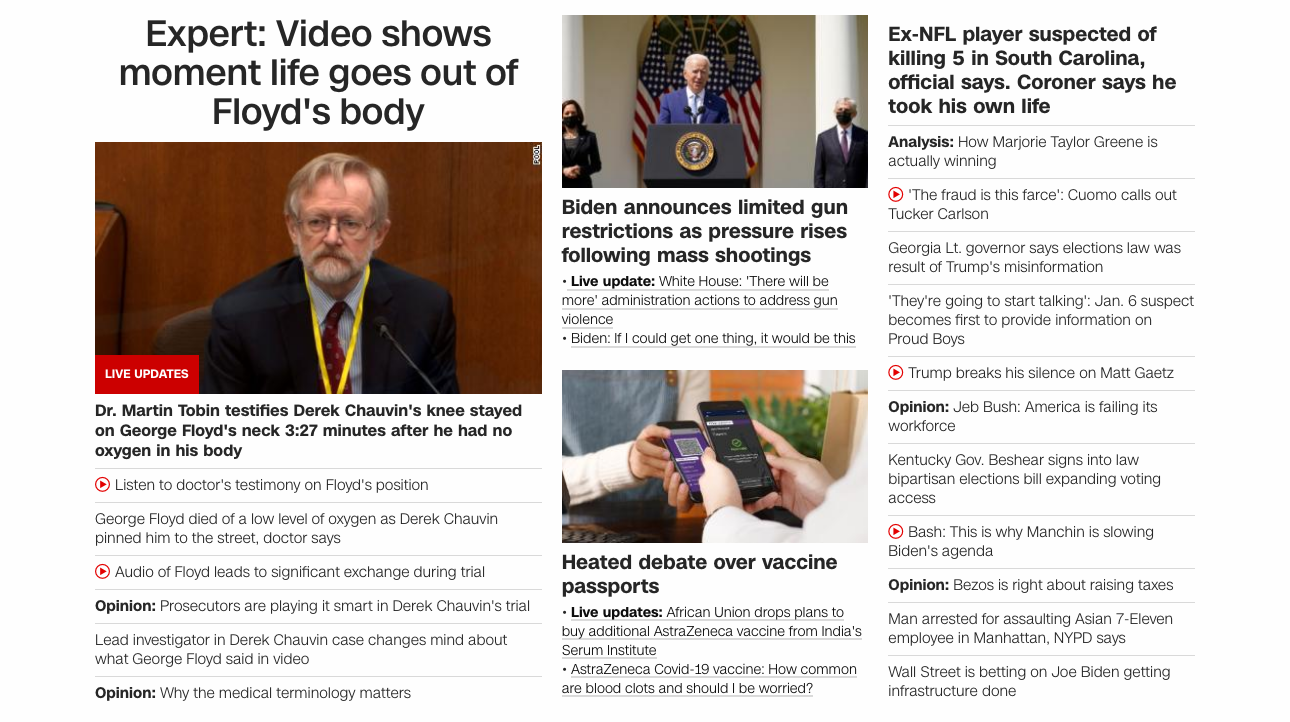 Expert: Video shows
moment life goes out of
Floyd's body
POOL
LIVE UPDATES
Dr. Martin Tobin testifies Derek Chauvin's knee stayed
on George Floyd's neck 3:27 minutes after he had no
oxygen in his body
Listen to doctor's testimony on Floyd's position
George Floyd died of a low level of oxygen as Derek Chauvin
pinned him to the street, doctor says
Audio of Floyd leads to significant exchange during trial
Opinion: Prosecutors are playing it smart in Derek Chauvin's trial
Lead investigator in Derek Chauvin case changes mind about
what George Floyd said in video
Opinion: Why the medical terminology matters
Biden announces limited gun
restrictions as pressure rises
following mass shootings
• Live update: White House: 'There will be
more' administration actions to address gun
violence
• Biden: If I could get one thing, it would be this
Heated debate over vaccine
passports
• Live updates: African Union drops plans to
buy additional AstraZeneca vaccine from India's
Serum Institute
• AstraZeneca Covid-19 vaccine: How common
are blood clots and should I be worried?
Ex-NFL player suspected of
killing 5 in South Carolina,
official says. Coroner says he
took his own life
Analysis: How Marjorie Taylor Greene is
actually winning
'The fraud is this farce': Cuomo calls out
Tucker Carlson
Georgia Lt. governor says elections law was
result of Trump's misinformation
'They're going to start talking': Jan. 6 suspect
becomes first to provide information on
Proud Boys
Trump breaks his silence on Matt Gaetz
Opinion: Jeb Bush: America is failing its
workforce
Kentucky Gov. Beshear signs into law
bipartisan elections bill expanding voting
access
Bash: This is why Manchin is slowing
Biden's agenda
Opinion: Bezos is right about raising taxes
Man arrested for assaulting Asian 7-Eleven
employee in Manhattan, NYPD says
Wall Street is betting on Joe Biden getting
infrastructure done